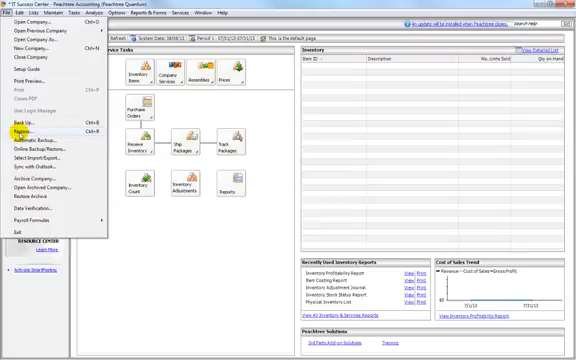 * IT Success Center - Peachtree Accounting (Peachtree Quantum)
File Edit Lists Maintain Tasks Analysis Options Reports & Forms Services Window Help
Open Company... Ctrl+O
Open Previous Company
Open Company As...
New Company... Ctrl+N
Close Company
Setup Guide
Print Preview...
Print Ctrl+P
Create PDF
User Login Manager
Back Up... Ctrl+B
Restore... Ctrl+R
Automatic Backup...
Online Backup/Restore...
Select Import/Export...
Sync with Outlook...
Archive Company...
Open Archived Company...
Restore Archive
Data Verification...
Payroll Formulas
Exit
RESOURCE CENTER
Learn More
Activate SmartPosting
An update will be installed when Peachtree closes.
Search Help
Refresh
System Date:
Period 1 - 07/01/13-07/31/13
This is the default page
Service Tasks
Inventory Items
Company Services
Assemblies
Prices
Purchase Orders
Receive Inventory
Ship Packages
Track Packages
Inventory Count
Inventory Adjustments
Reports
Inventory
View Detailed List
Item ID Description No. Units Sold Qty on Hand
Recently Used Inventory Reports
Inventory Profitability Report View Print
Item Costing Report View Print
Inventory Adjustment Journal View Print
Inventory Stock Status Report View Print
Physical Inventory List View Print
View All Inventory & Services Reports
Cost of Sales Trend
Revenue Cost of Sales Gross Profit
$0
7/1/13 7/31/13
View Inventory Profitability Report
Peachtree Solutions
3rd Party Add-on Solutions Training